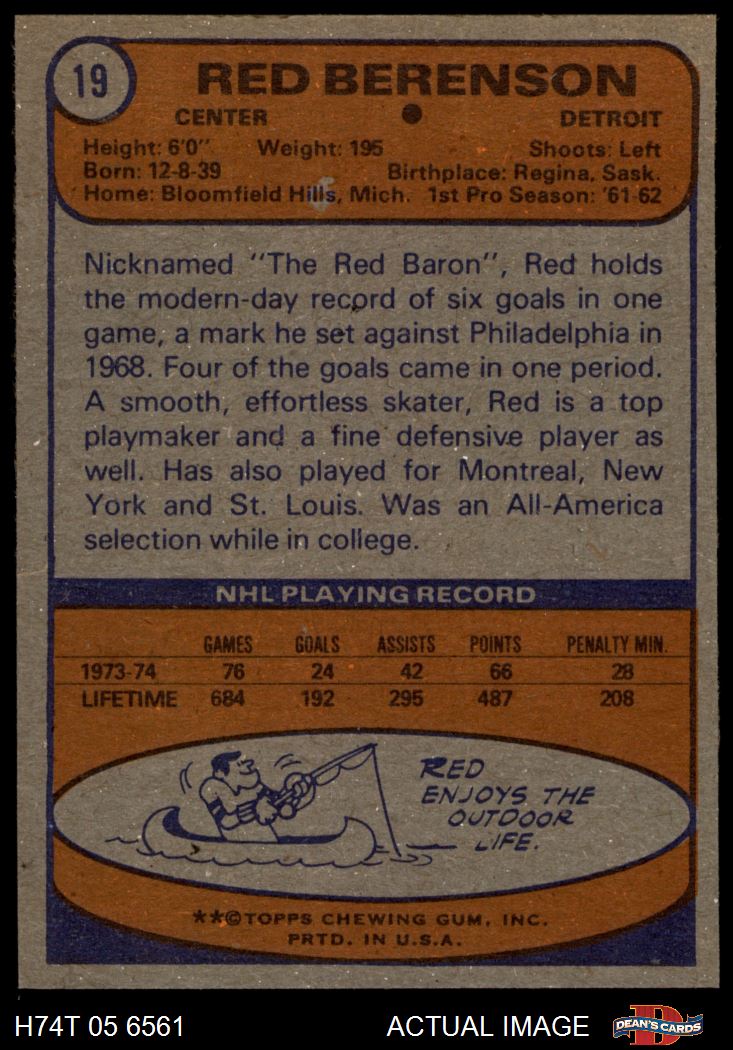 19
RED BERENSON
CENTER ● DETROIT
Height: 6'0" Weight: 195 Shoots: Left
Born: 12-8-39 Birthplace: Regina, Sask.
Home: Bloomfield Hills, Mich. 1st Pro Season: '61-62
Nicknamed "The Red Baron", Red holds
the modern-day record of six goals in one
game, a mark he set against Philadelphia in
1968. Four of the goals came in one period.
A smooth, effortless skater, Red is a top
playmaker and a fine defensive player as
well. Has also played for Montreal, New
York and St. Louis. Was an All-America
selection while in college.
NHL PLAYING RECORD
GAMES GOALS ASSISTS POINTS PENALTY MIN.
1973-74 76 24 42 66 28
LIFETIME 684 192 295 487 208
RED
ENJOYS THE
OUTDOOR
LIFE.
**©TOPPS CHEWING GUM, INC.
PRTD. IN U.S.A.
H74T 05 6561 ACTUAL IMAGE D DEAN'S CARDS